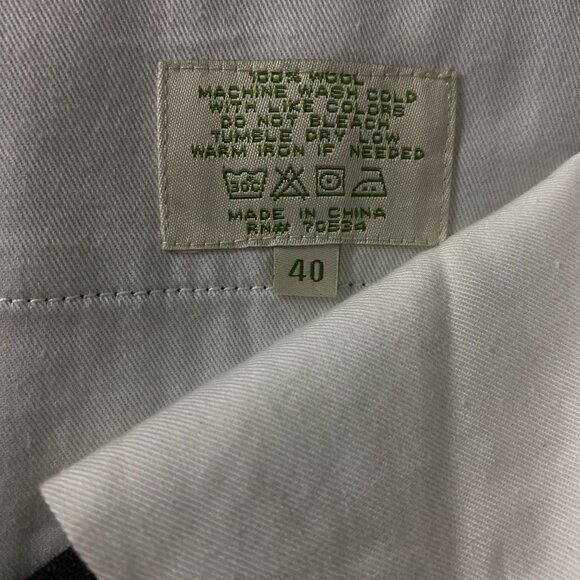 100% WOOL
MACHINE WASH COLD
WITH LIKE COLORS
DO NOT BLEACH
TUMBLE DRY LOW
WARM IRON IF NEEDED
30C
MADE IN CHINA
RN# 70534
40